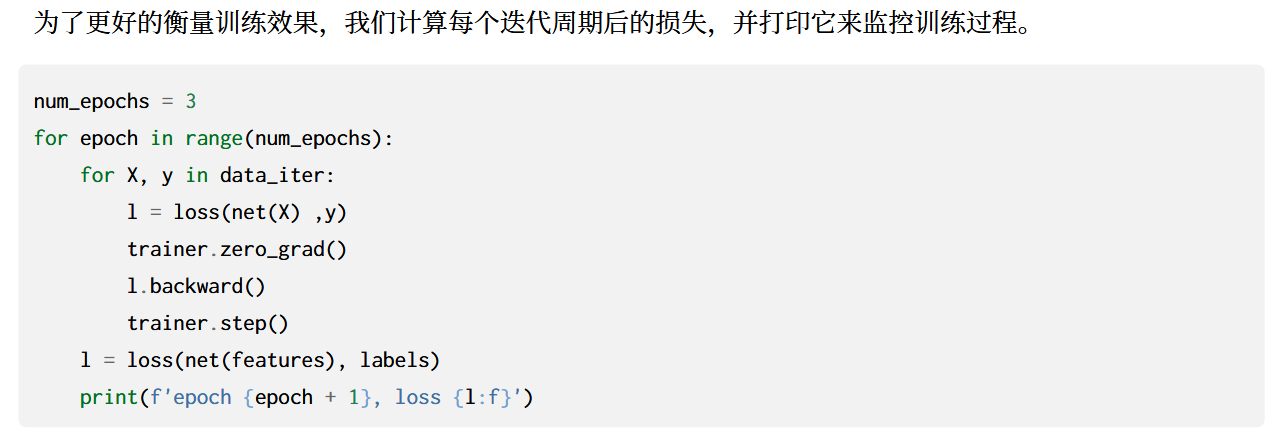 为了更好的衡量训练效果，我们计算每个迭代周期后的损失，并打印它来监控训练过程。
num_epochs = 3
for epoch in range(num_epochs):
    for X, y in data_iter:
        l = loss(net(X) ,y)
        trainer.zero_grad()
        l.backward()
        trainer.step()
    l = loss(net(features), labels)
    print(f'epoch {epoch + 1}, loss {l:f}')